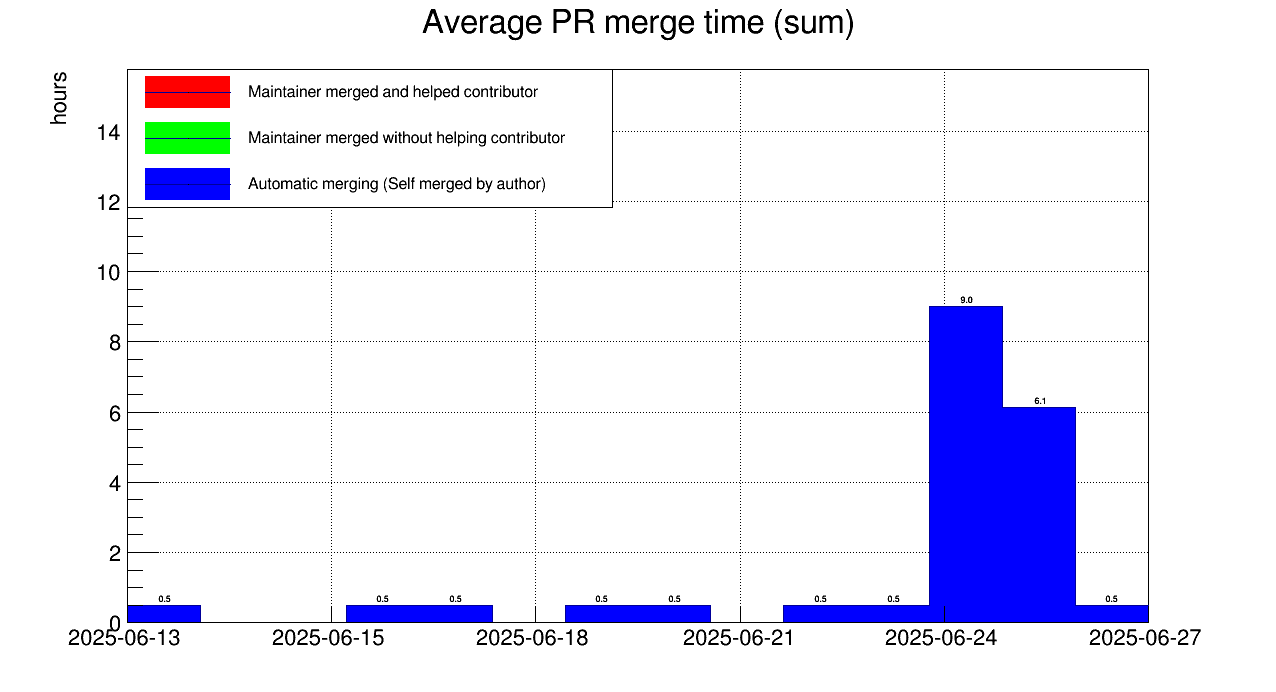 Average PR merge time (sum)
hours
Maintainer merged and helped contributor
Maintainer merged without helping contributor
Automatic merging (Self merged by author)
14
12
10
8
6
4
2
0
9.0
6.1
0.5 0.5 0.5 0.5 0.5 0.5 0.5 0.5
2025-06-13 2025-06-15 2025-06-18 2025-06-21 2025-06-24 2025-06-27